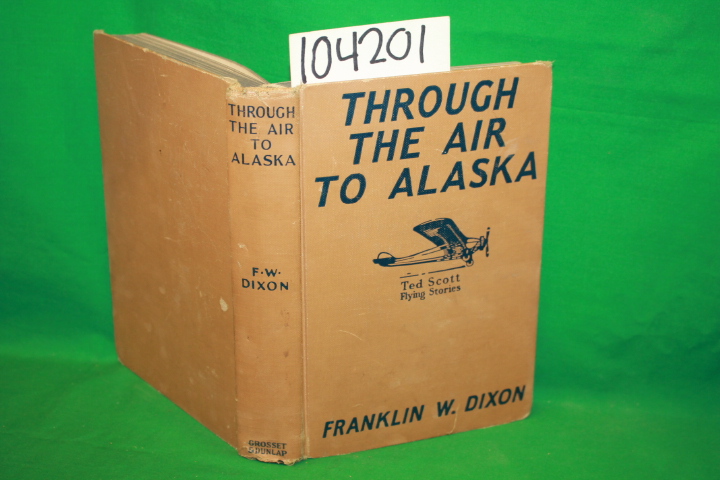 104201
THROUGH
THE AIR
TO
ALASKA
F. W.
DIXON
GROSSET
& DUNLAP
THROUGH
THE AIR
TO ALASKA
Ted Scott
Flying Stories
FRANKLIN W. DIXON